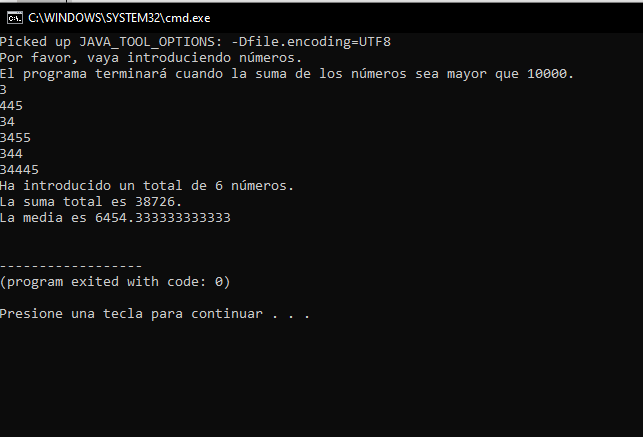 C:\WINDOWS\SYSTEM32\cmd.exe
Picked up JAVA_TOOL_OPTIONS: -Dfile.encoding=UTF8
Por favor, vaya introduciendo números.
El programa terminará cuando la suma de los números sea mayor que 10000.
3
445
34
3455
344
34445
Ha introducido un total de 6 números.
La suma total es 38726.
La media es 6454.333333333333
------------------
(program exited with code: 0)
Presione una tecla para continuar . . .